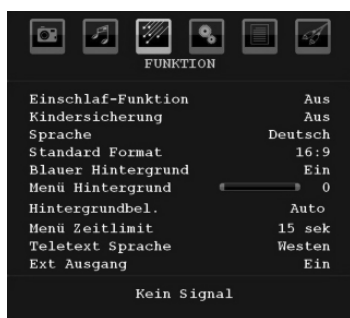 FUNKTION
Einschlaf-Funktion Aus
Kindersicherung Aus
Sprache Deutsch
Standard Format 16:9
Blauer Hintergrund Ein
Menü Hintergrund 0
Hintergrundbel. Auto
Menü Zeitlimit 15 sek
Teletext Sprache Westen
Ext Ausgang Ein
Kein Signal